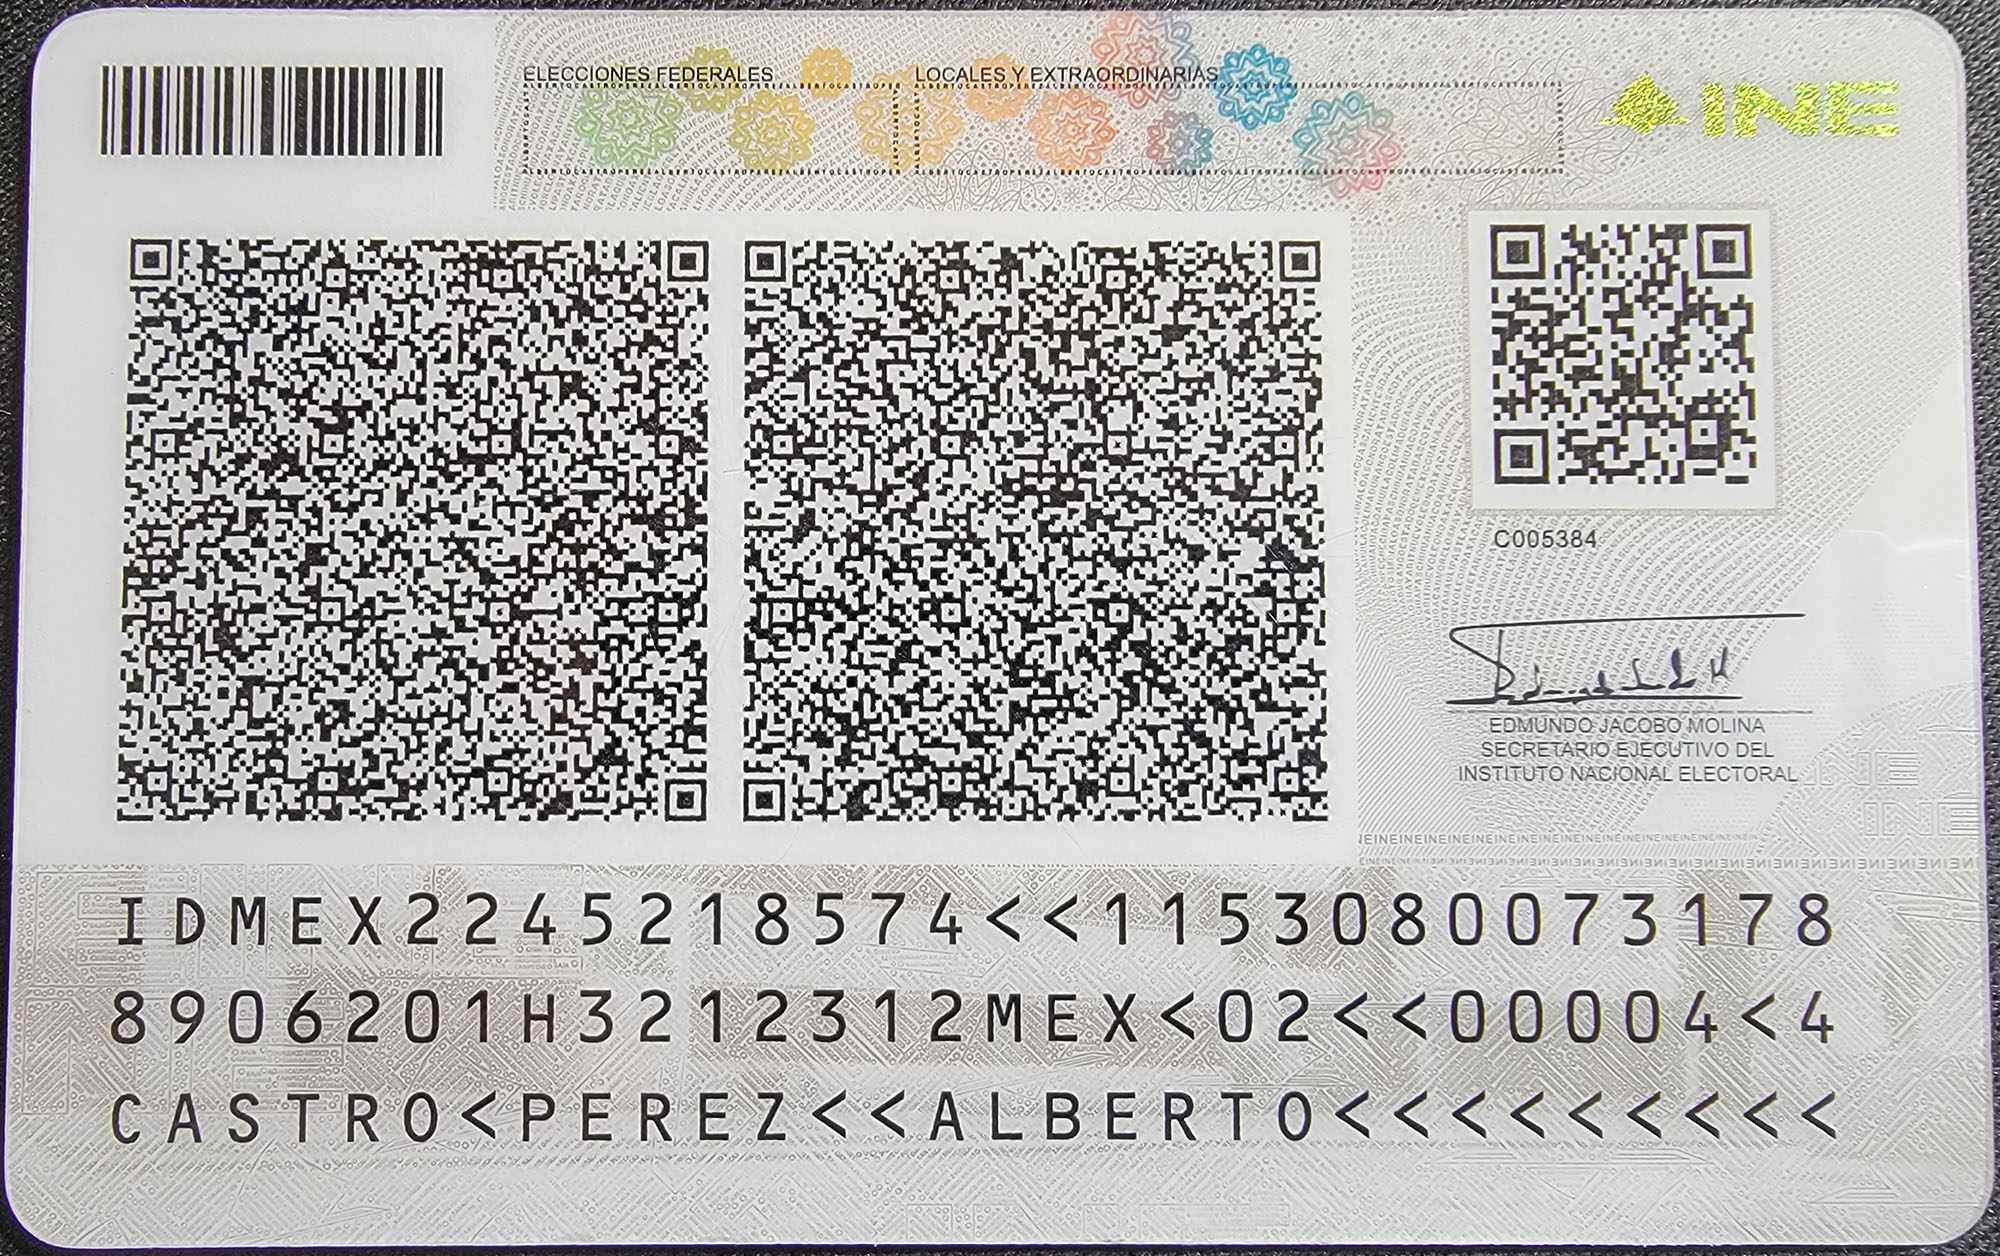 ELECCIONES FEDERALES LOCALES Y EXTRAORDINARIAS
INE
C005384
EDMUNDO JACOBO MOLINA
SECRETARIO EJECUTIVO DEL
INSTITUTO NACIONAL ELECTORAL
IDMEX2245218574<<1153080073178
8906201H3212312MEX<02<<00004<4
CASTRO<PEREZ<<ALBERTO<<<<<<<<<